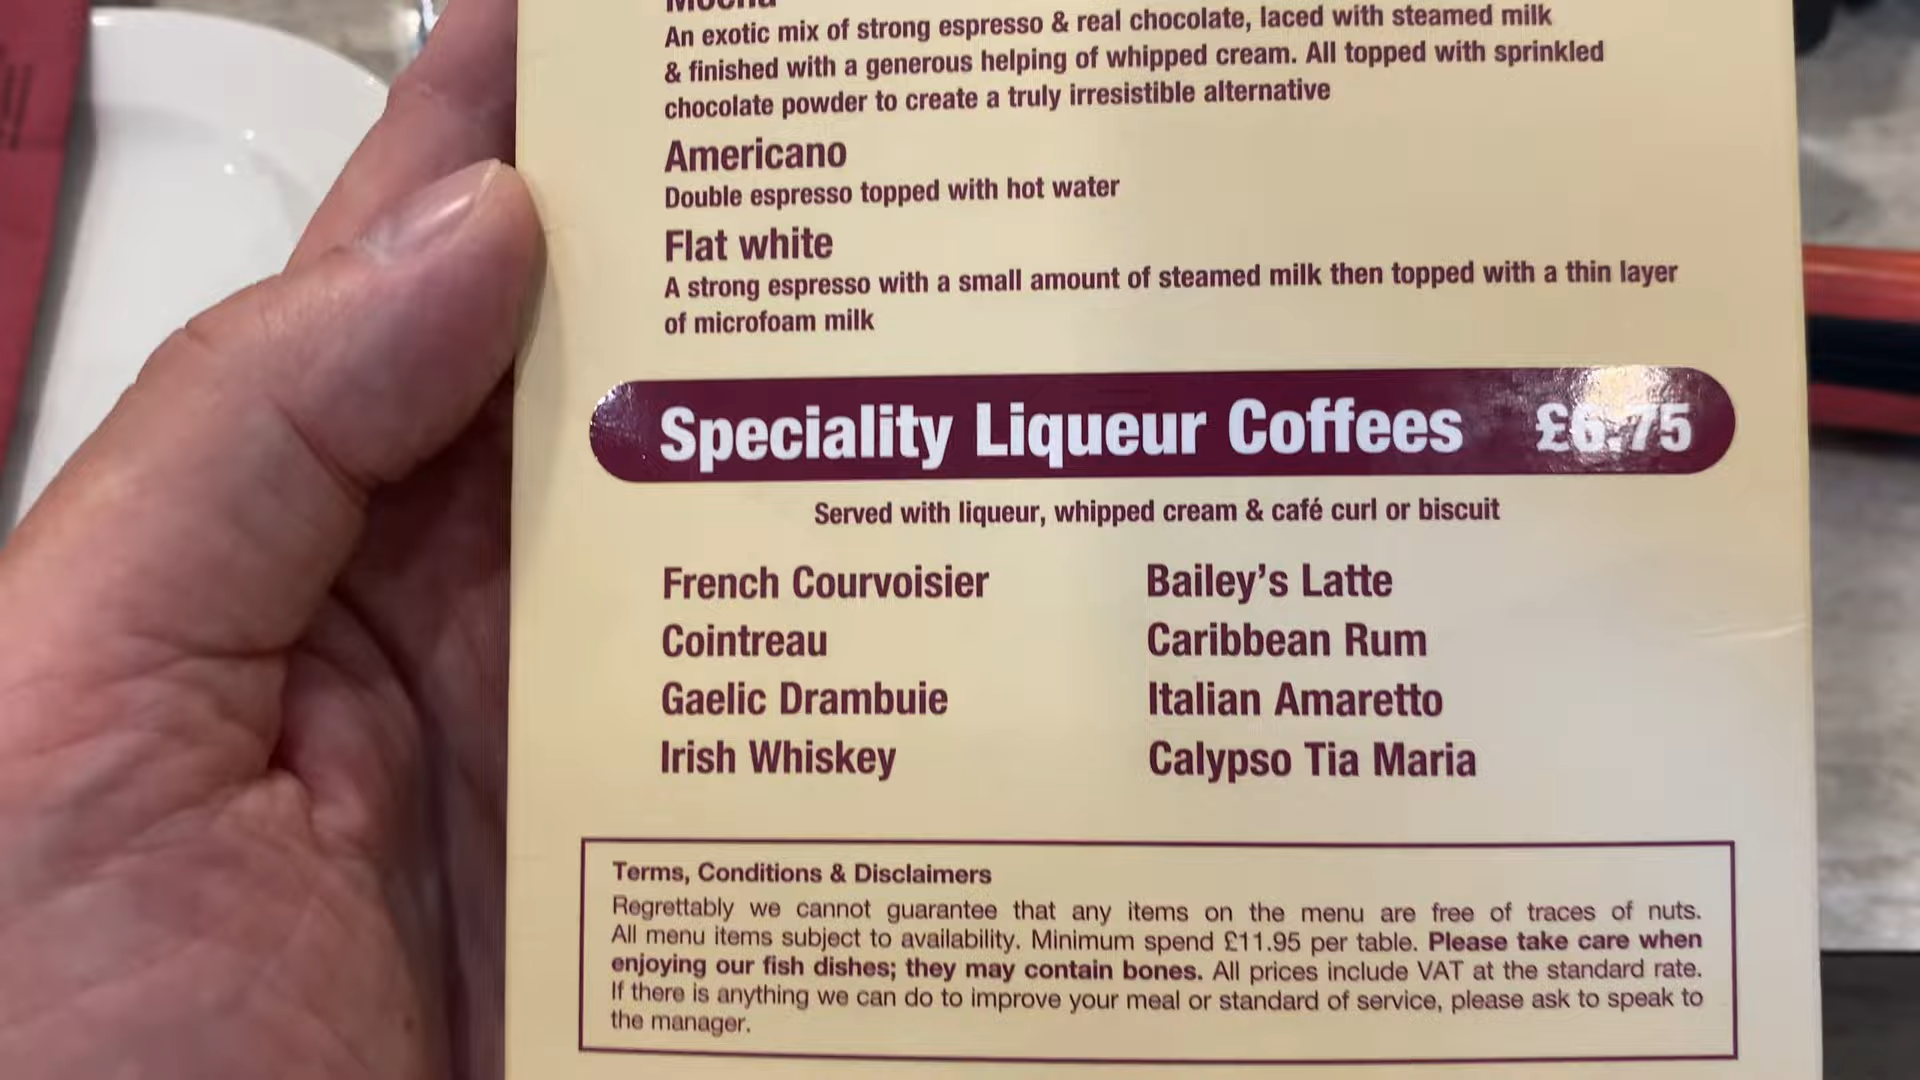 Mocha
An exotic mix of strong espresso & real chocolate, laced with steamed milk
& finished with a generous helping of whipped cream. All topped with sprinkled
chocolate powder to create a truly irresistible alternative
Americano
Double espresso topped with hot water
Flat white
A strong espresso with a small amount of steamed milk then topped with a thin layer
of microfoam milk
Speciality Liqueur Coffees £6.75
Served with liqueur, whipped cream & café curl or biscuit
French Courvoisier
Cointreau
Gaelic Drambuie
Irish Whiskey
Bailey's Latte
Caribbean Rum
Italian Amaretto
Calypso Tia Maria
Terms, Conditions & Disclaimers
Regrettably we cannot guarantee that any items on the menu are free of traces of nuts.
All menu items subject to availability. Minimum spend £11.95 per table. Please take care when
enjoying our fish dishes; they may contain bones. All prices include VAT at the standard rate.
If there is anything we can do to improve your meal or standard of service, please ask to speak to
the manager.